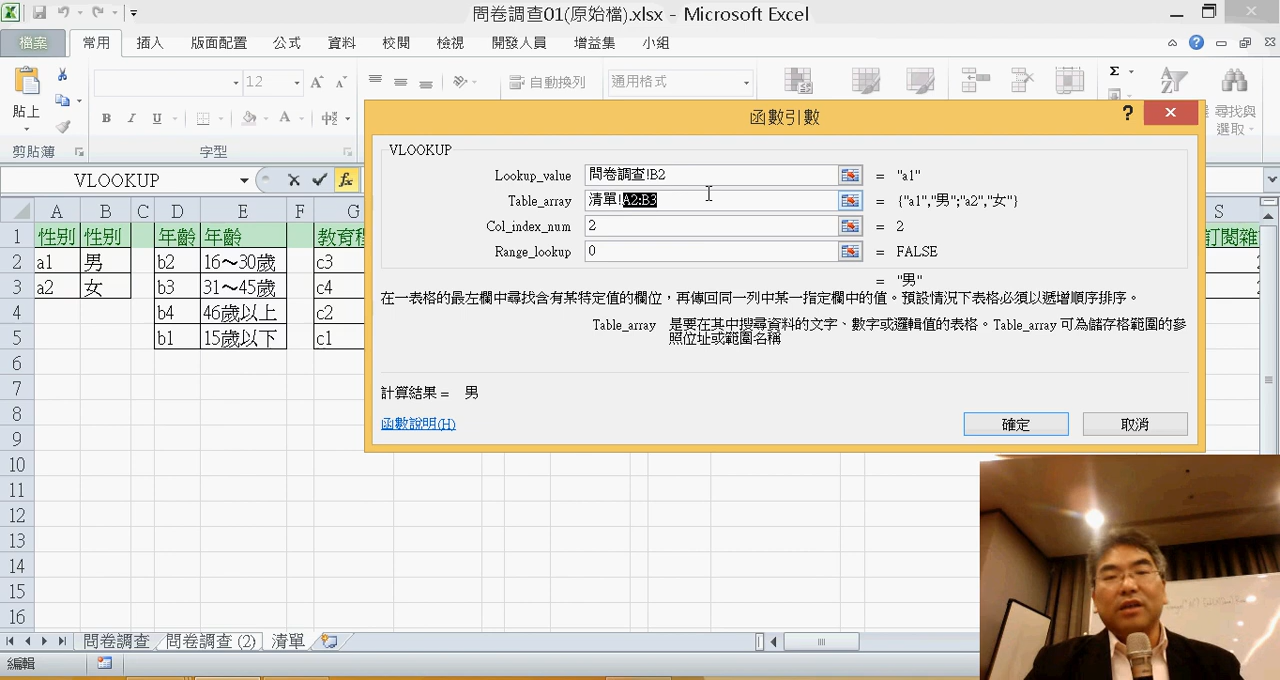 問卷調查01(原始檔).xlsx - Microsoft Excel
檔案 常用 插入 版面配置 公式 資料 校閱 檢視 開發人員 增益集 小組
貼上 12 A A 自動換列 通用格式 Σ 尋找與
B I U A 中 選取
剪貼簿 字型
VLOOKUP fx
A B C D E F G S
1 性別 性別 年齡 年齡 教育程 訂閱雜
2 a1 男 b2 16～30歲 c3
3 a2 女 b3 31～45歲 c4
4 b4 46歲以上 c2
5 b1 15歲以下 c1
6
7
8
9
10
11
12
13
14
15
16
函數引數
? ✕
VLOOKUP
Lookup_value 問卷調查!B2 = "a1"
Table_array 清單!A2:B3 = {"a1","男";"a2","女"}
Col_index_num 2 = 2
Range_lookup 0 = FALSE
= "男"
在一表格的最左欄中尋找含有某特定值的欄位，再傳回同一列中某一指定欄中的值。預設情況下表格必須以遞增順序排序。
Table_array 是要在其中搜尋資料的文字、數字或邏輯值的表格。Table_array 可為儲存格範圍的參
照位址或範圍名稱
計算結果 = 男
函數說明(H) 確定 取消
問卷調查 問卷調查 (2) 清單
編輯